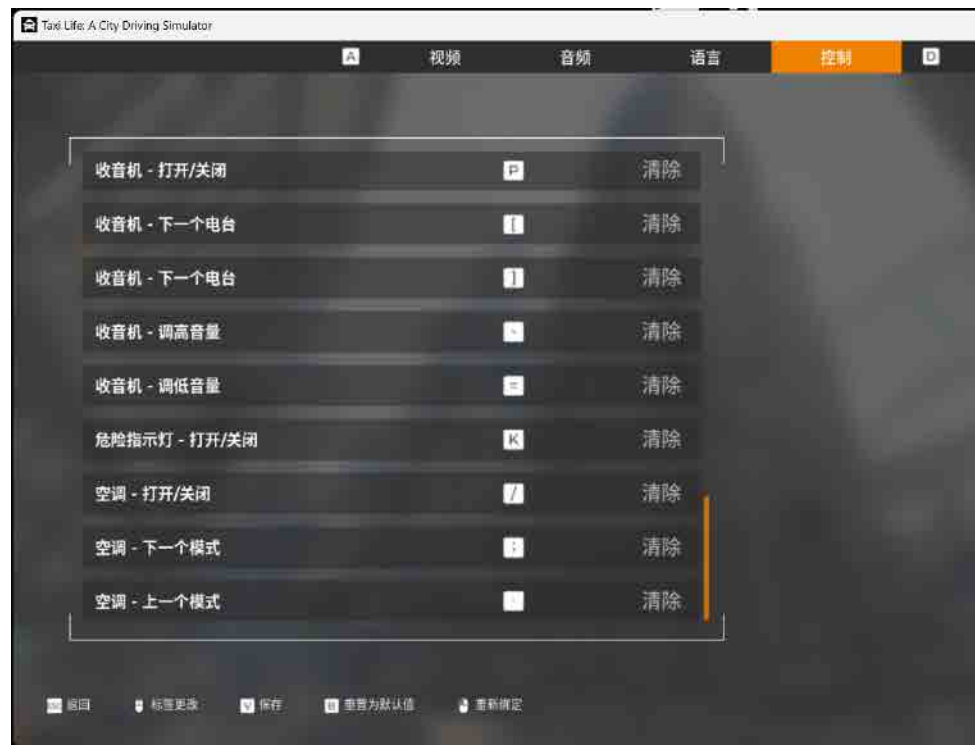 Taxi Life: A City Driving Simulator
A 视频 音频 语言 控制 D
收音机 - 打开/关闭 P 清除
收音机 - 下一个电台 [ 清除
收音机 - 下一个电台 ] 清除
收音机 - 调高音量 清除
收音机 - 调低音量 = 清除
危险指示灯 - 打开/关闭 K 清除
空调 - 打开/关闭 / 清除
空调 - 下一个模式 ; 清除
空调 - 上一个模式 清除
返回 标签更改 V 保存 重置为默认值 重新绑定